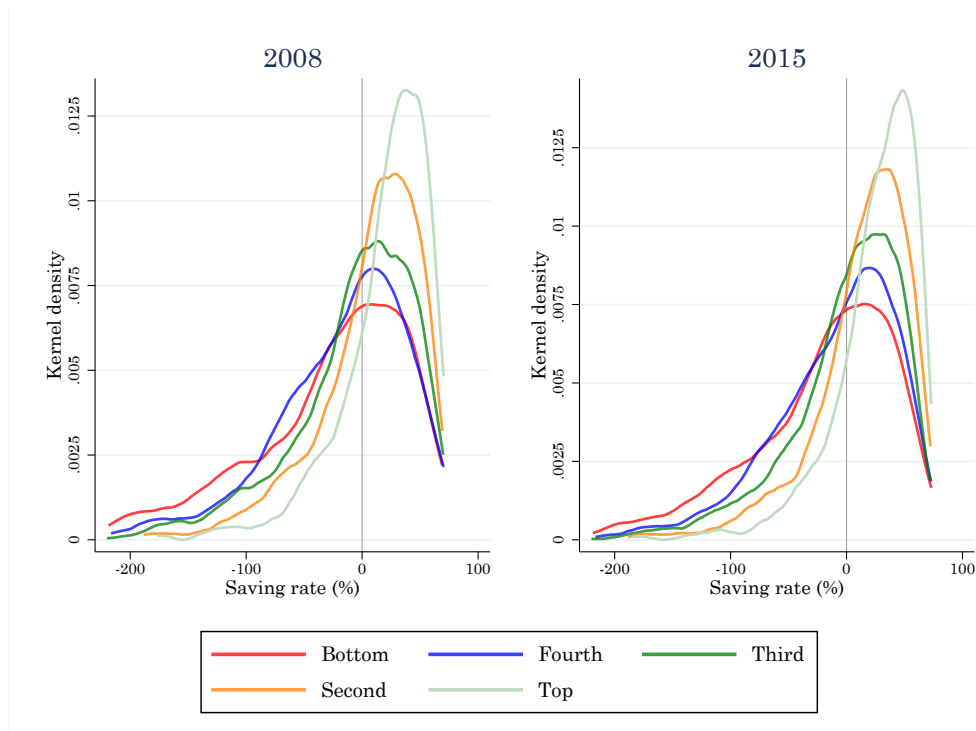 2008
2015
Kernel density
0 .0025 .005 .0075 .01 .0125
-200 -100 0 100
Saving rate (%)
Kernel density
0 .0025 .005 .0075 .01 .0125
-200 -100 0 100
Saving rate (%)
Bottom Fourth Third
Second Top